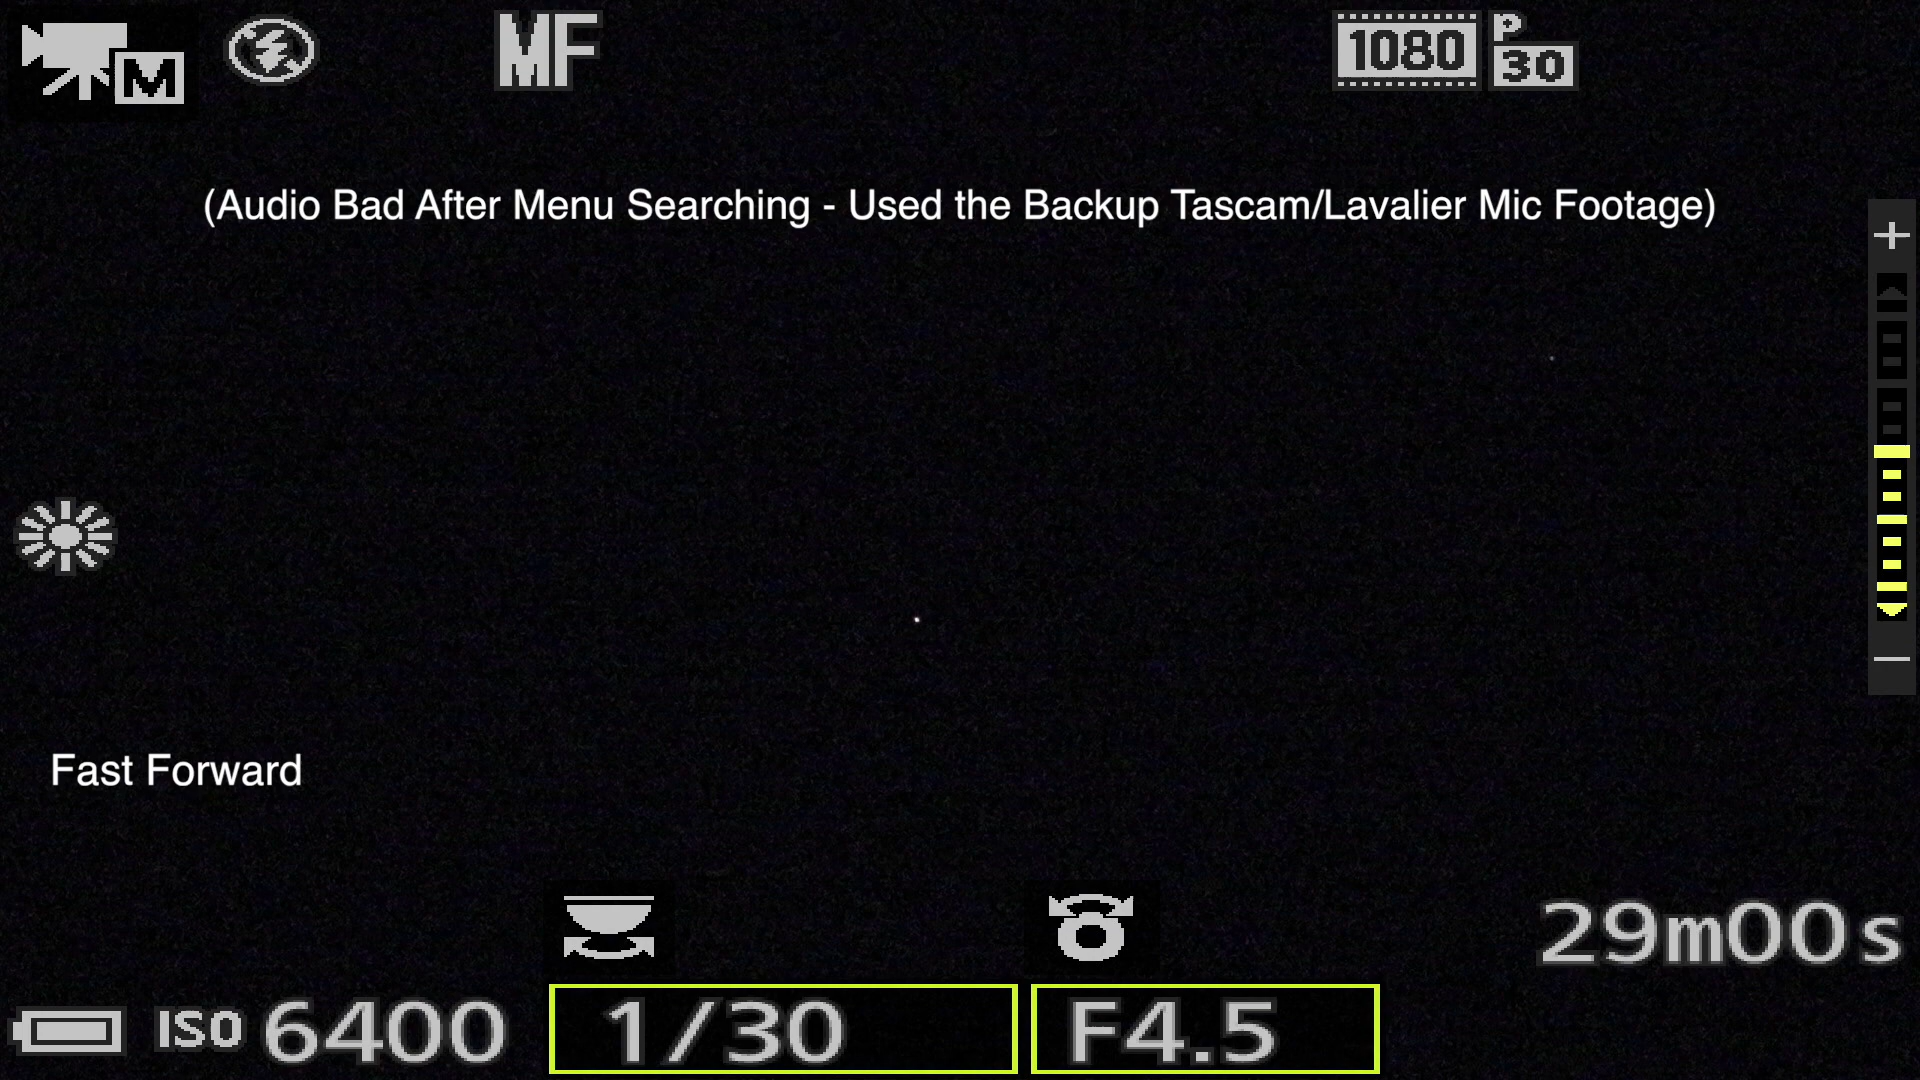 M
MF
1080
P
30
(Audio Bad After Menu Searching - Used the Backup Tascam/Lavalier Mic Footage)
Fast Forward
29m00s
ISO 6400
1/30
F4.5